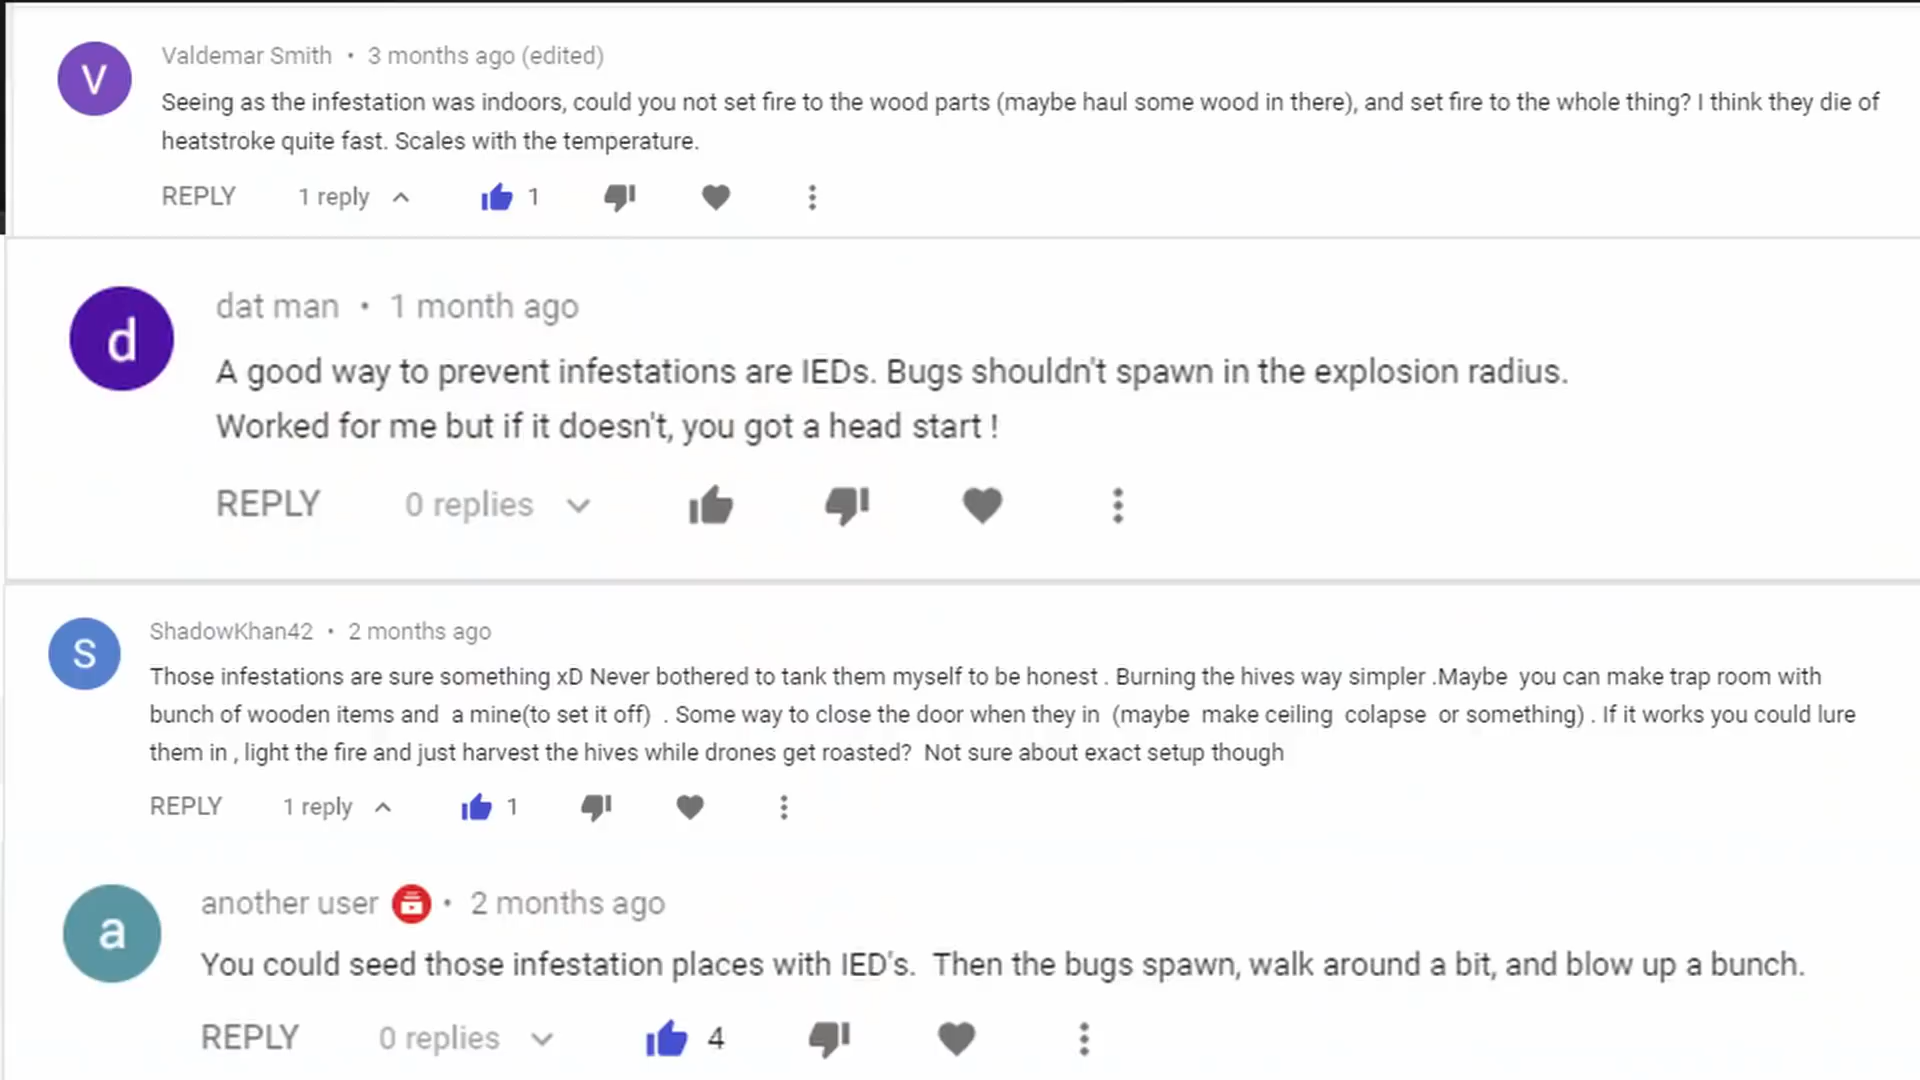 V
Valdemar Smith • 3 months ago (edited)
Seeing as the infestation was indoors, could you not set fire to the wood parts (maybe haul some wood in there), and set fire to the whole thing? I think they die of
heatstroke quite fast. Scales with the temperature.
REPLY 1 reply 1
d
dat man • 1 month ago
A good way to prevent infestations are IEDs. Bugs shouldn't spawn in the explosion radius.
Worked for me but if it doesn't, you got a head start !
REPLY 0 replies
S
ShadowKhan42 • 2 months ago
Those infestations are sure something xD Never bothered to tank them myself to be honest . Burning the hives way simpler .Maybe you can make trap room with
bunch of wooden items and a mine(to set it off) . Some way to close the door when they in (maybe make ceiling colapse or something) . If it works you could lure
them in , light the fire and just harvest the hives while drones get roasted? Not sure about exact setup though
REPLY 1 reply 1
a
another user • 2 months ago
You could seed those infestation places with IED's. Then the bugs spawn, walk around a bit, and blow up a bunch.
REPLY 0 replies 4